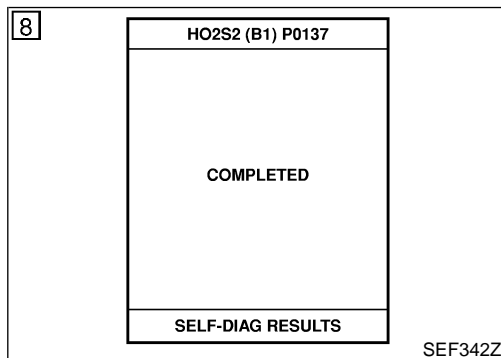 8
HO2S2 (B1) P0137
COMPLETED
SELF-DIAG RESULTS
SEF342Z